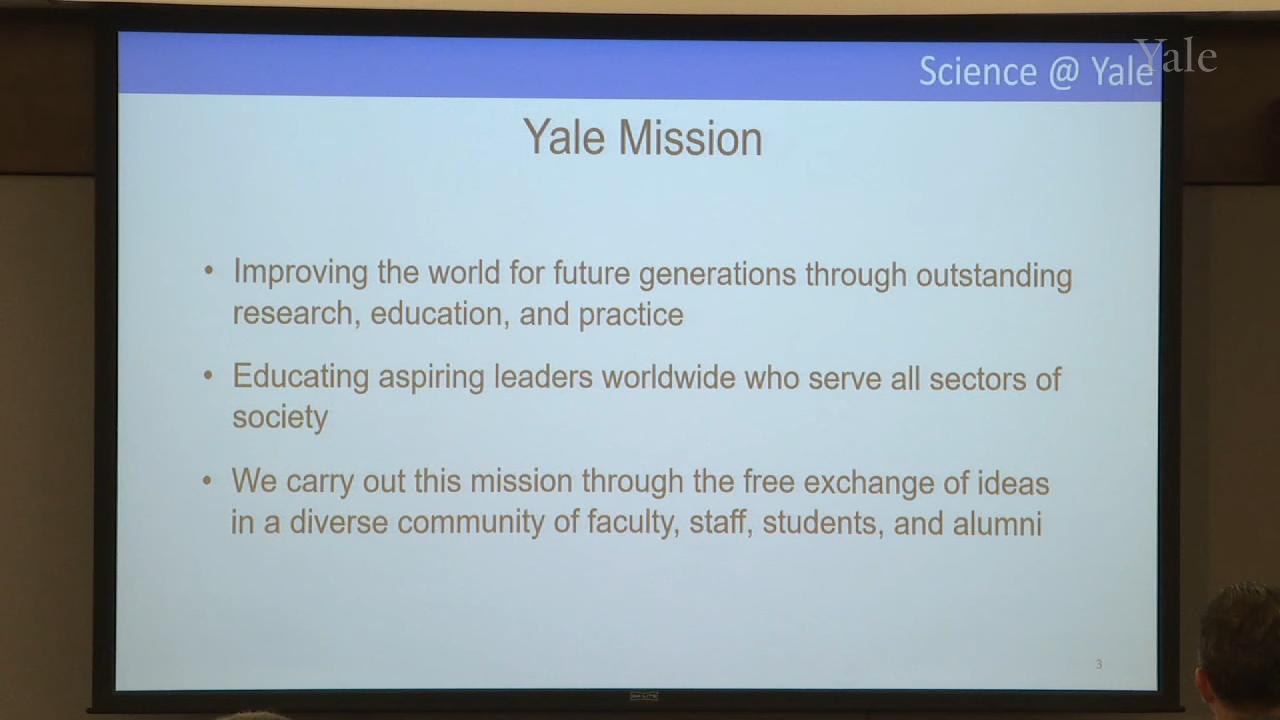 Science @ Yale
Yale
Yale Mission
• Improving the world for future generations through outstanding
research, education, and practice
• Educating aspiring leaders worldwide who serve all sectors of
society
• We carry out this mission through the free exchange of ideas
in a diverse community of faculty, staff, students, and alumni
3